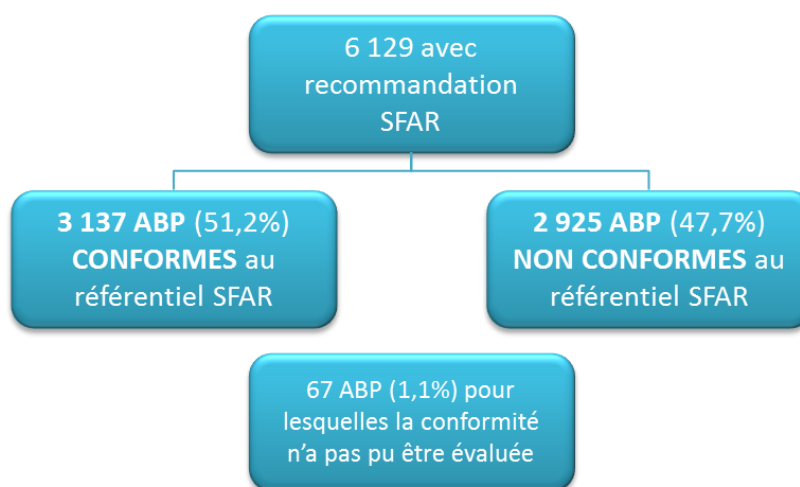 6 129 avec
recommandation
SFAR
3 137 ABP (51,2%)
CONFORMES au
référentiel SFAR
2 925 ABP (47,7%)
NON CONFORMES au
référentiel SFAR
67 ABP (1,1%) pour
lesquelles la conformité
n'a pas pu être évaluée